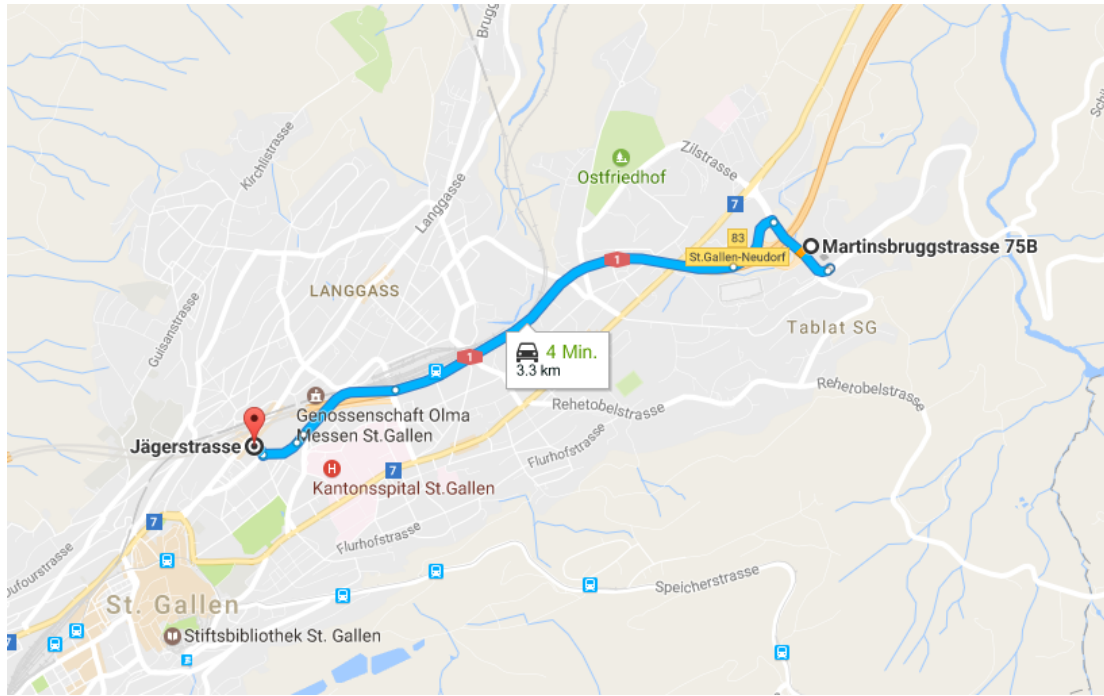 Brugg
Kirchlistrasse
Langgasse
Zilstrasse
Ostfriedhof
7
83
St.Gallen-Neudorf
Martinsbruggstrasse 75B
1
LANGGASS
Guisanstrasse
Tablat SG
4 Min.
3.3 km
1
Reherobelstrasse
Rehetobelstrasse
Genossenschaft Olma
Messen St.Gallen
Jägerstrasse
Flurhofstrasse
H
7
Kantonsspital St.Gallen
7
Flurhofstrasse
Dufourstrasse
Speicherstrasse
St. Gallen
Stiftsbibliothek St. Gallen
7